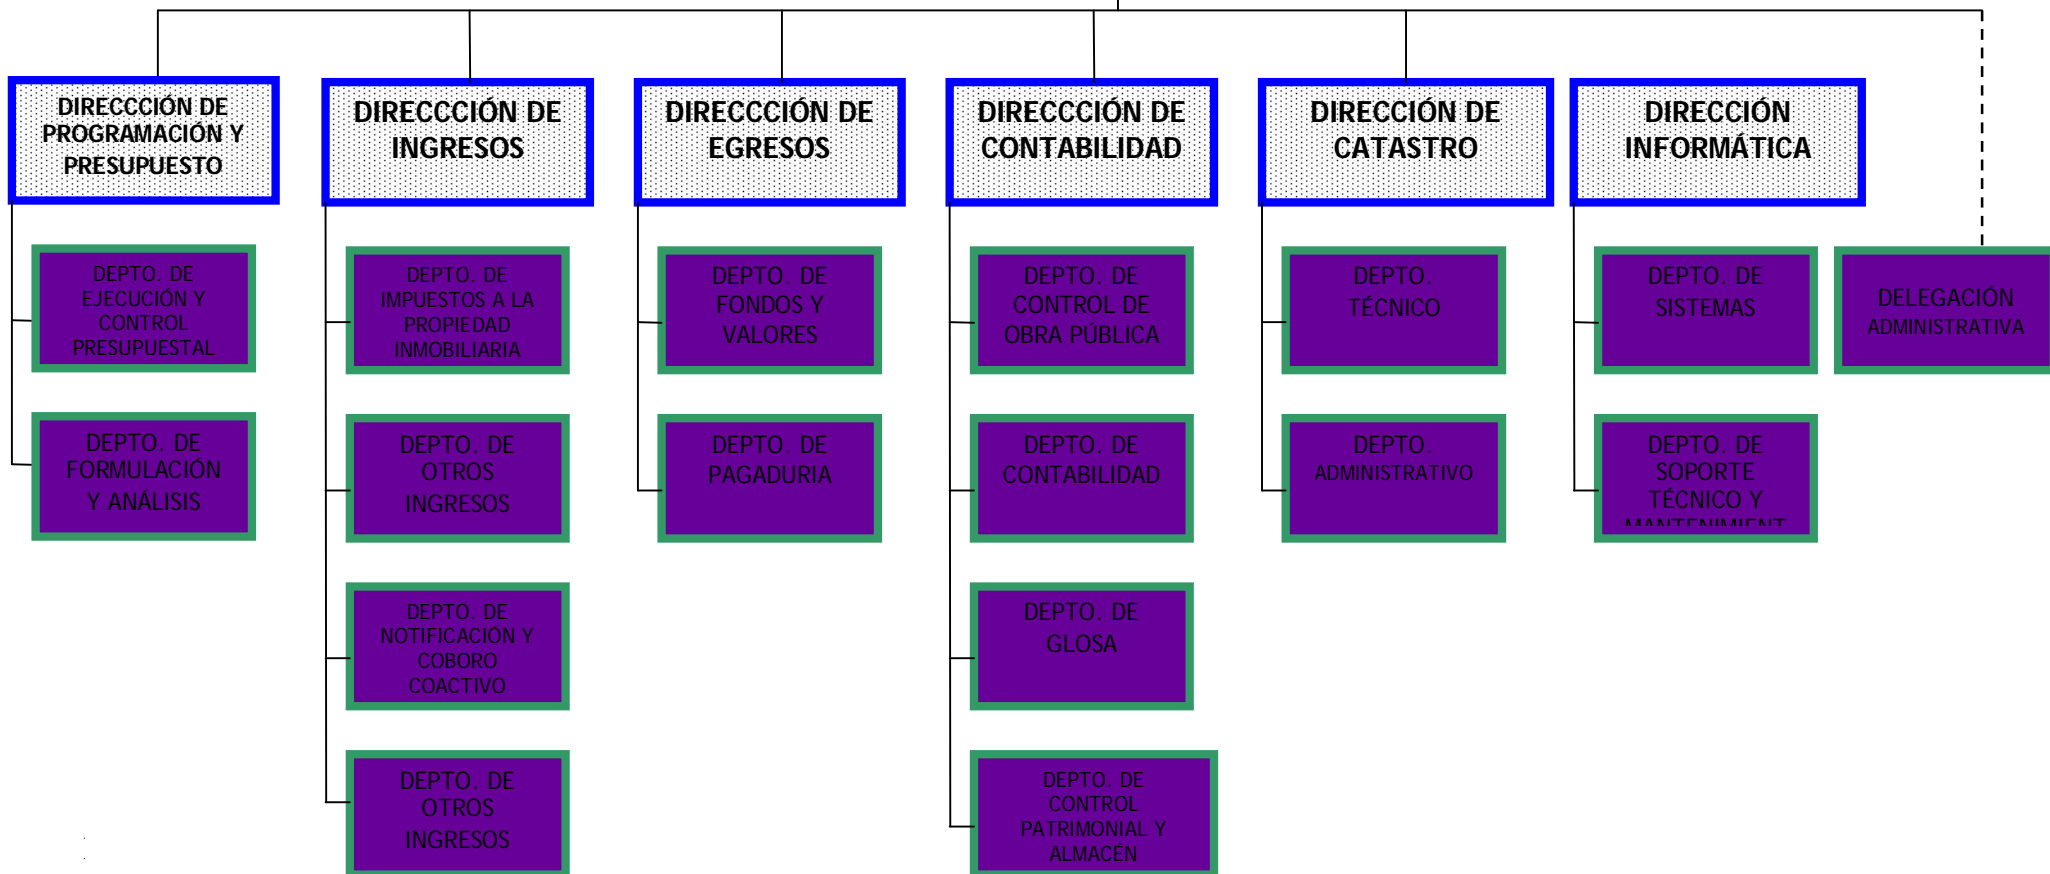 DIRECCCIÓN DE
PROGRAMACIÓN Y
PRESUPUESTO
DIRECCCIÓN DE
INGRESOS
DIRECCCIÓN DE
EGRESOS
DIRECCCIÓN DE
CONTABILIDAD
DIRECCIÓN DE
CATASTRO
DIRECCIÓN
INFORMÁTICA
DEPTO. DE
EJECUCIÓN Y
CONTROL
PRESUPUESTAL
DEPTO. DE
IMPUESTOS A LA
PROPIEDAD
INMOBILIARIA
DEPTO. DE
FONDOS Y
VALORES
DEPTO. DE
CONTROL DE
OBRA PÚBLICA
DEPTO.
TÉCNICO
DEPTO. DE
SISTEMAS
DELEGACIÓN
ADMINISTRATIVA
DEPTO. DE
FORMULACIÓN
Y ANÁLISIS
DEPTO. DE
OTROS
INGRESOS
DEPTO. DE
PAGADURIA
DEPTO. DE
CONTABILIDAD
DEPTO.
ADMINISTRATIVO
DEPTO. DE
SOPORTE
TÉCNICO Y
MANTENIMIENT
DEPTO. DE
NOTIFICACIÓN Y
COBORO
COACTIVO
DEPTO. DE
GLOSA
DEPTO. DE
OTROS
INGRESOS
DEPTO. DE
CONTROL
PATRIMONIAL Y
ALMACÉN